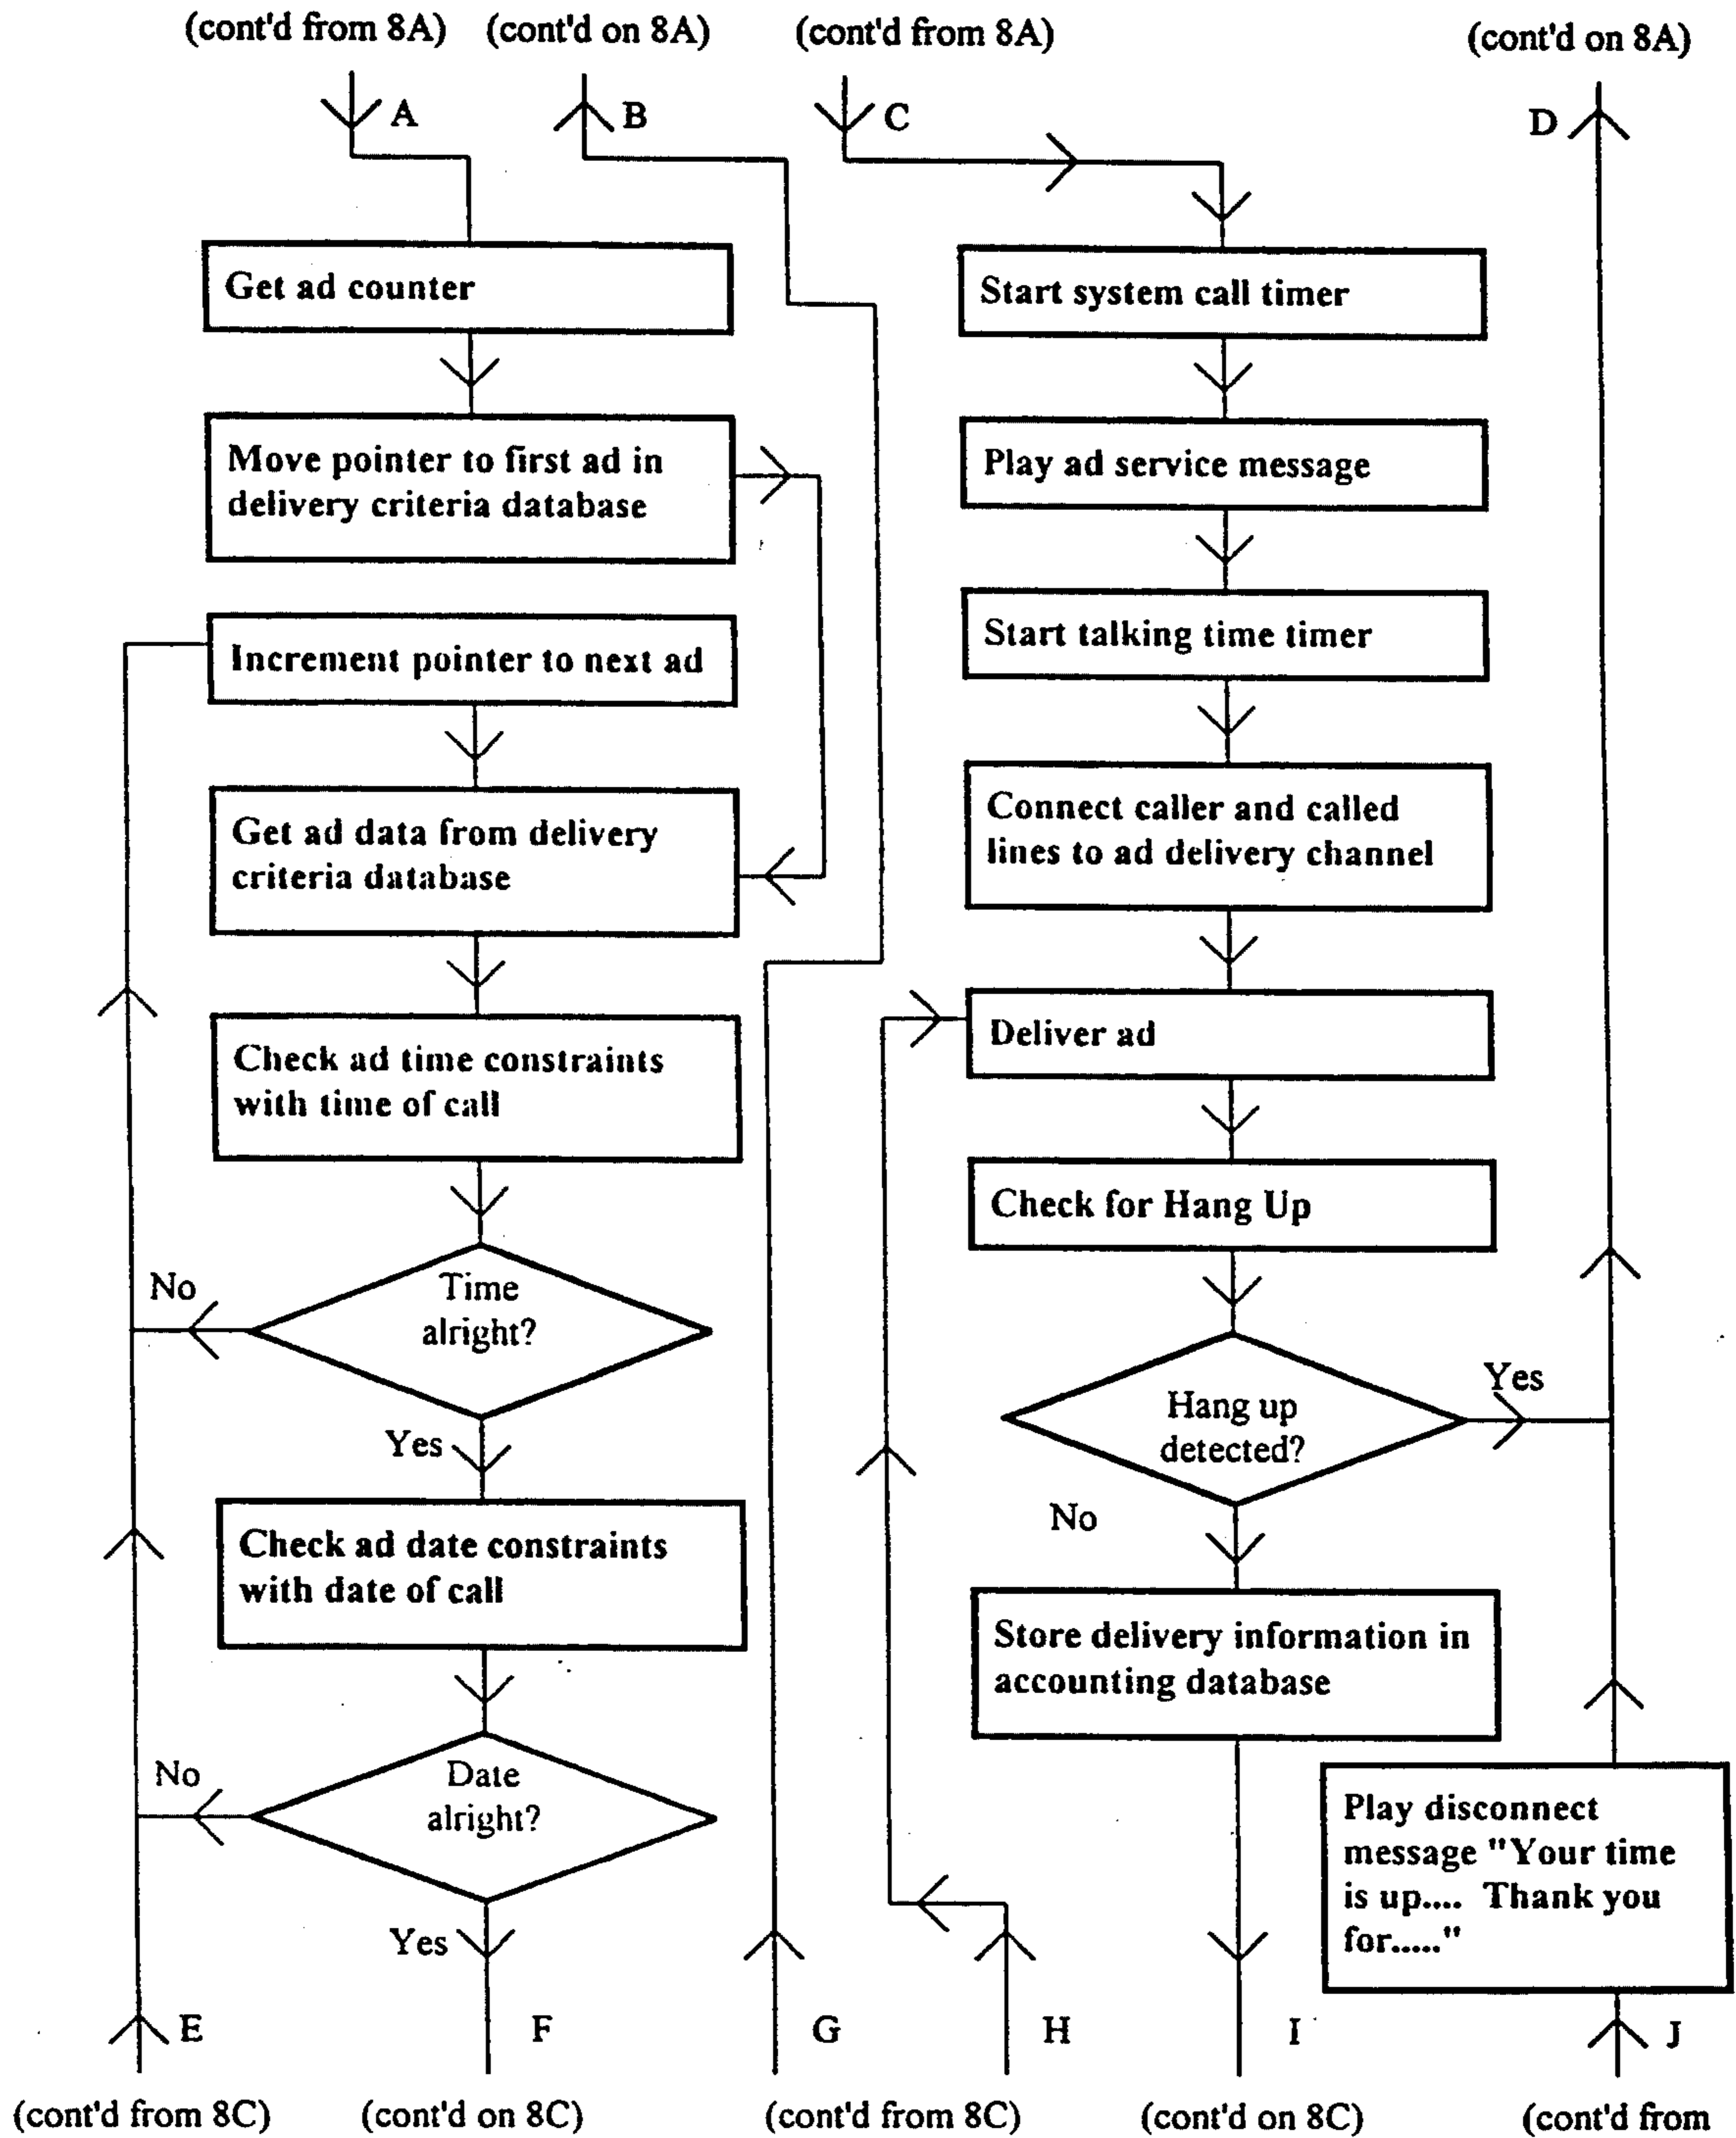 (cont'd from 8A) (cont'd on 8A) (cont'd from 8A) (cont'd on 8A)
A B C D
Get ad counter
Move pointer to first ad in
delivery criteria database
Increment pointer to next ad
Get ad data from delivery
criteria database
Check ad time constraints
with time of call
No
Time
alright?
Yes
Check ad date constraints
with date of call
No
Date
alright?
Yes
Start system call timer
Play ad service message
Start talking time timer
Connect caller and called
lines to ad delivery channel
Deliver ad
Check for Hang Up
Hang up
detected?
Yes
No
Store delivery information in
accounting database
Play disconnect
message "Your time
is up.... Thank you
for....."
E F G H I J
(cont'd from 8C) (cont'd on 8C) (cont'd from 8C) (cont'd on 8C) (cont'd from